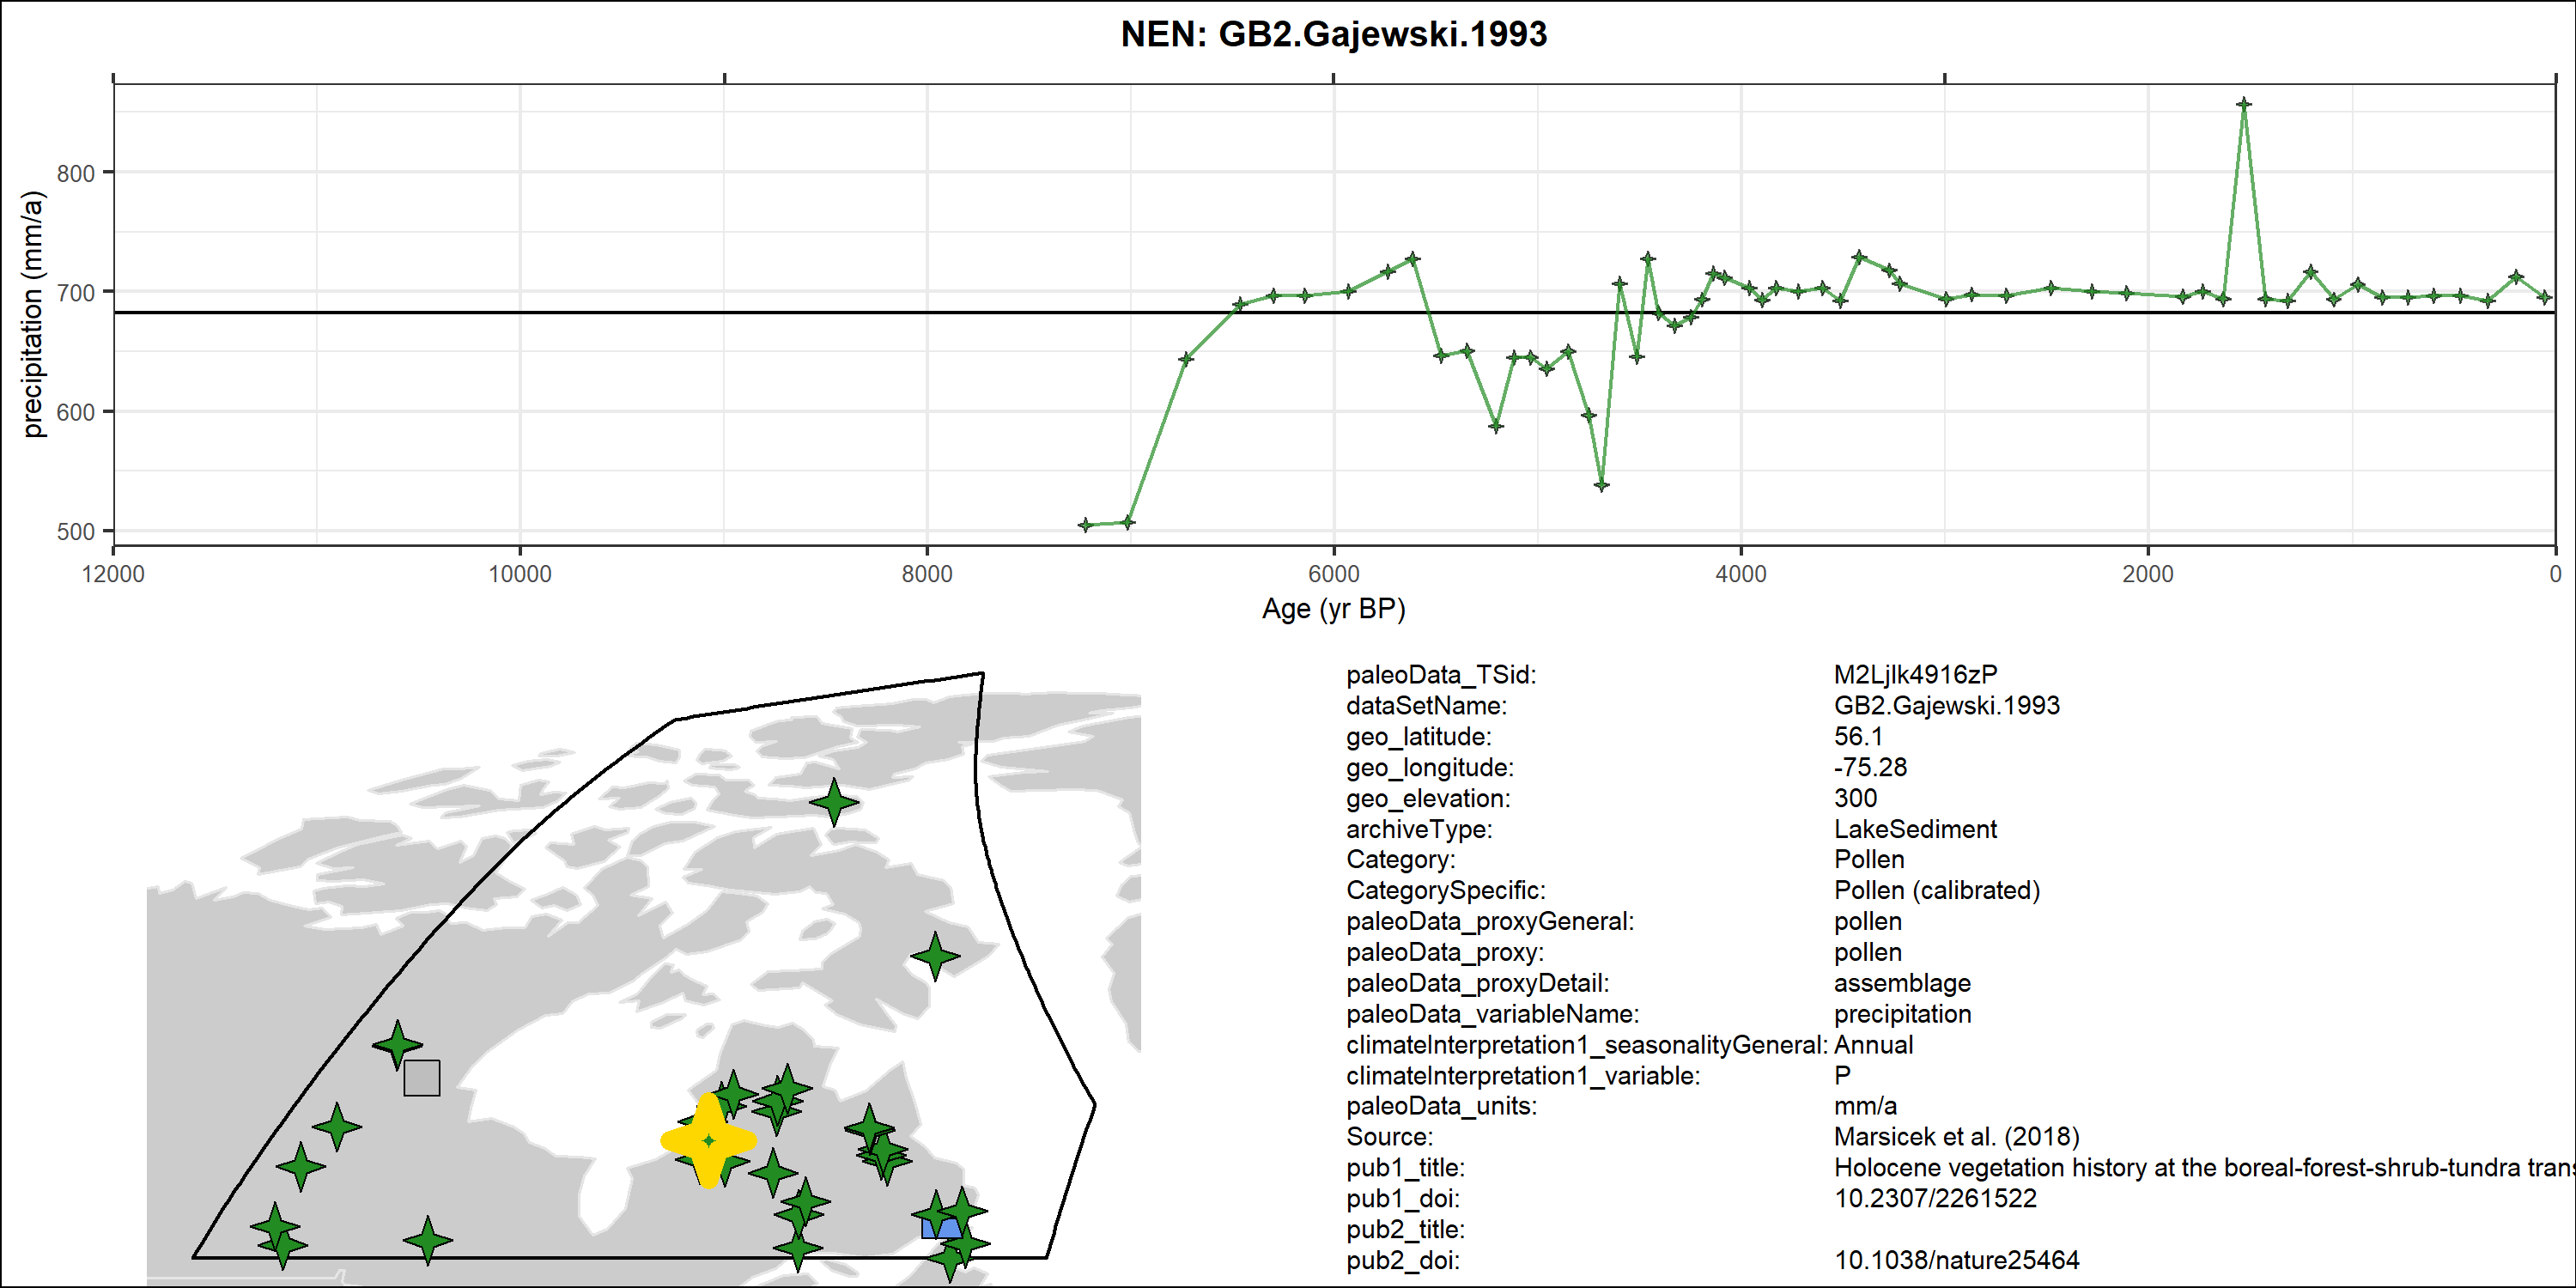 NEN: GB2.Gajewski.1993
precipitation (mm/a)
800
700
600
500
12000 10000 8000 6000 4000 2000 0
Age (yr BP)
paleoData_TSid: M2Ljlk4916zP
dataSetName: GB2.Gajewski.1993
geo_latitude: 56.1
geo_longitude: -75.28
geo_elevation: 300
archiveType: LakeSediment
Category: Pollen
CategorySpecific: Pollen (calibrated)
paleoData_proxyGeneral: pollen
paleoData_proxy: pollen
paleoData_proxyDetail: assemblage
paleoData_variableName: precipitation
climateInterpretation1_seasonalityGeneral: Annual
climateInterpretation1_variable: P
paleoData_units: mm/a
Source: Marsicek et al. (2018)
pub1_title: Holocene vegetation history at the boreal-forest-shrub-tundra trans
pub1_doi: 10.2307/2261522
pub2_title:
pub2_doi: 10.1038/nature25464